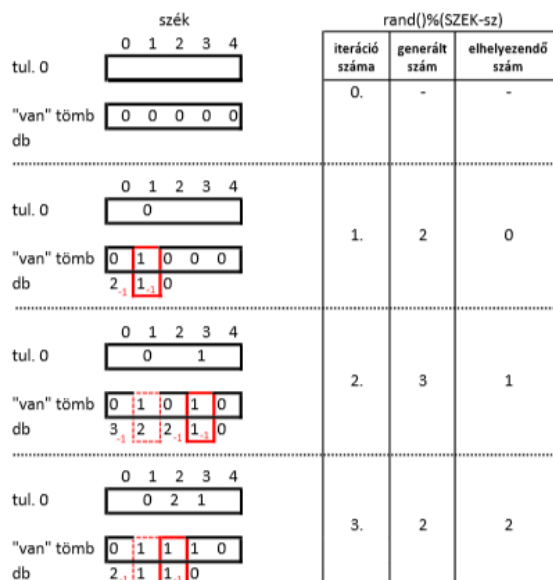 szék
rand()%(SZEK-sz)
0 1 2 3 4
iteráció száma
generált szám
elhelyezendő szám
tul. 0
"van" tömb 0 0 0 0 0
db
0. - -
0 1 2 3 4
tul. 0 0
"van" tömb 0 1 0 0 0
db 2-1 1-1 0
1. 2 0
0 1 2 3 4
tul. 0 0 1
"van" tömb 0 1 0 1 0
db 3-1 2 2-1 1-1 0
2. 3 1
0 1 2 3 4
tul. 0 0 2 1
"van" tömb 0 1 1 1 0
db 2-1 1 1-1 0
3. 2 2